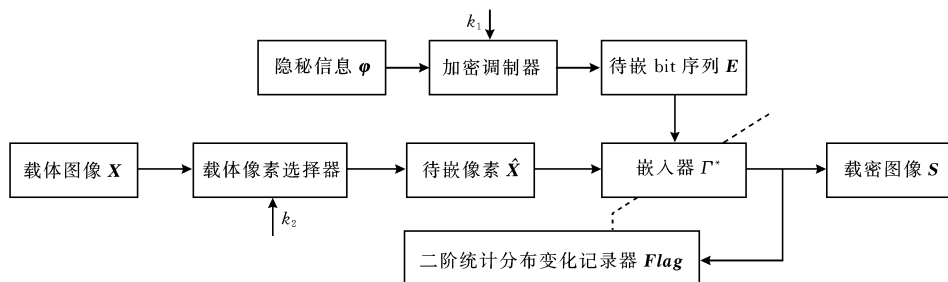 k₁
隐秘信息 φ
加密调制器
待嵌 bit 序列 E
载体图像 X
载体像素选择器
待嵌像素 X̂
嵌入器 Γ*
载密图像 S
k₂
二阶统计分布变化记录器 Flag